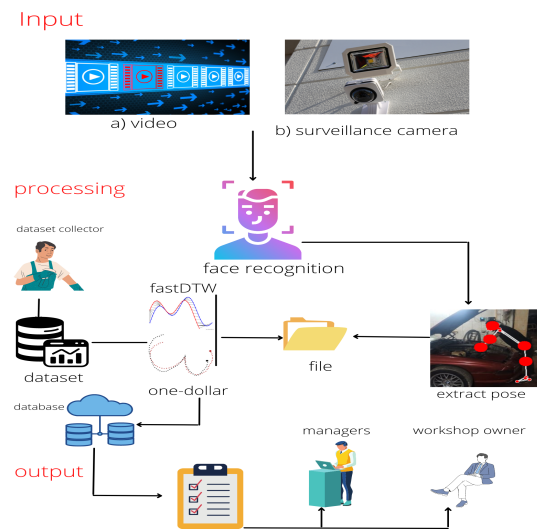 Input
a) video
b) surveillance camera
processing
dataset collector
face recognition
fastDTW
file
dataset
one-dollar
extract pose
database
managers
workshop owner
output